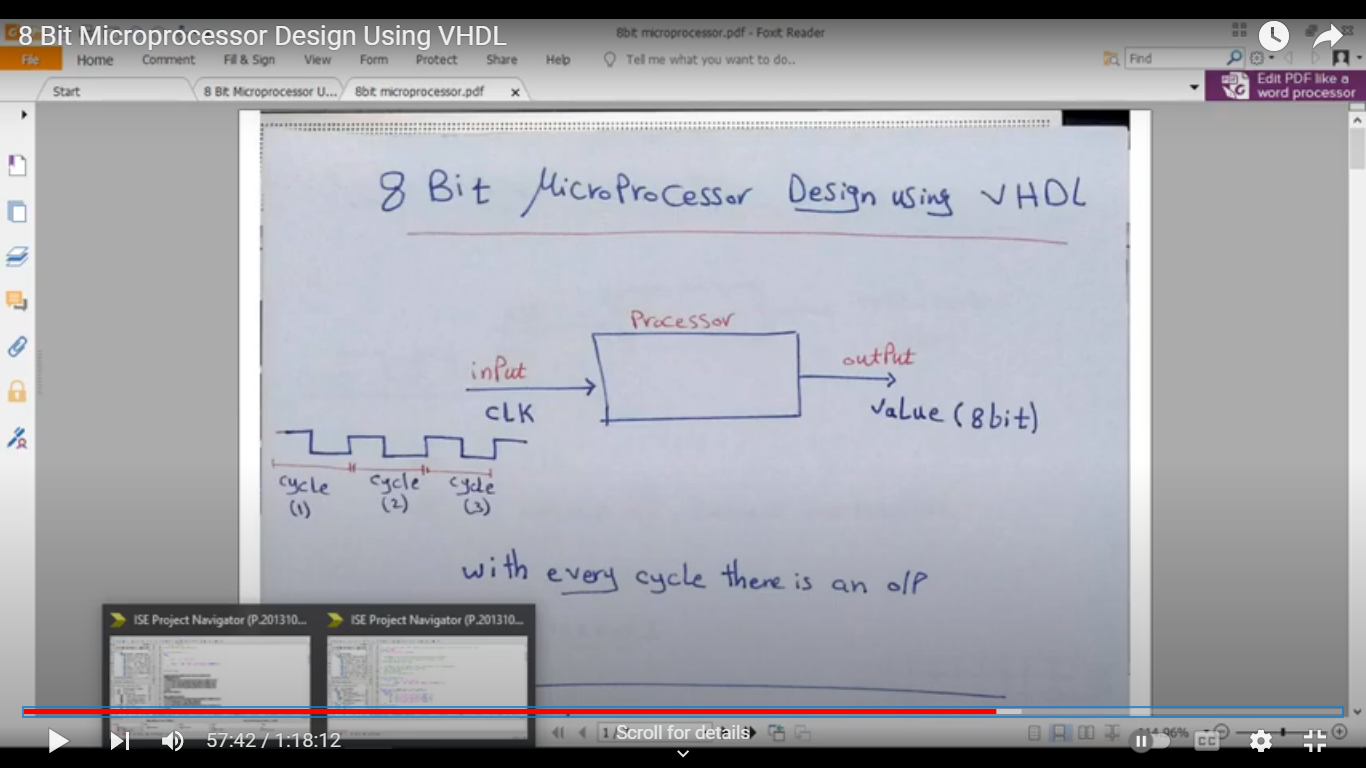 8 Bit Microprocessor Design Using VHDL
8bit microprocessor.pdf - Foxit Reader
File Home Comment Fill & Sign View Form Protect Share Help Tell me what you want to do.. Find
Start 8 Bit Microprocessor U... 8bit microprocessor.pdf x
Edit PDF like a
word processor
8 Bit MicroProcessor Design using VHDL
Processor
input
output
CLK
value (8bit)
cycle cycle cycle
(1) (2) (3)
with every cycle there is an o/p
ISE Project Navigator (P.201310... ISE Project Navigator (P.201310...
1
Scroll for details
57:42 / 1:18:12
CC